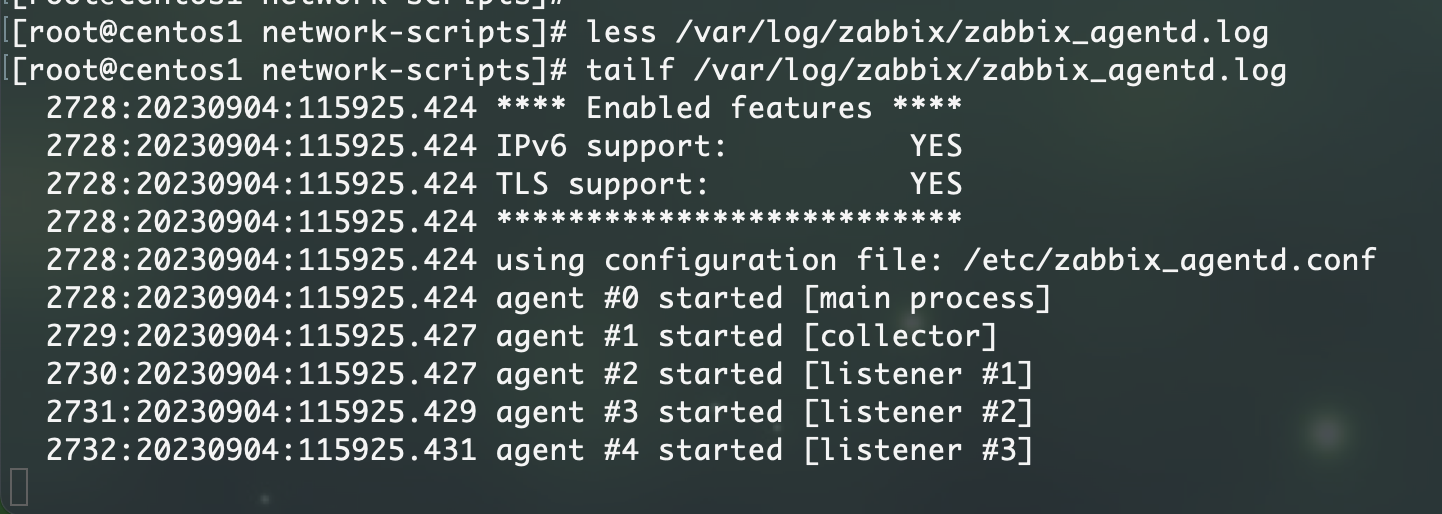 [root@centos1 network-scripts]#
[root@centos1 network-scripts]# less /var/log/zabbix/zabbix_agentd.log
[root@centos1 network-scripts]# tailf /var/log/zabbix/zabbix_agentd.log
  2728:20230904:115925.424 **** Enabled features ****
  2728:20230904:115925.424 IPv6 support:          YES
  2728:20230904:115925.424 TLS support:           YES
  2728:20230904:115925.424 **************************
  2728:20230904:115925.424 using configuration file: /etc/zabbix_agentd.conf
  2728:20230904:115925.424 agent #0 started [main process]
  2729:20230904:115925.427 agent #1 started [collector]
  2730:20230904:115925.427 agent #2 started [listener #1]
  2731:20230904:115925.429 agent #3 started [listener #2]
  2732:20230904:115925.431 agent #4 started [listener #3]